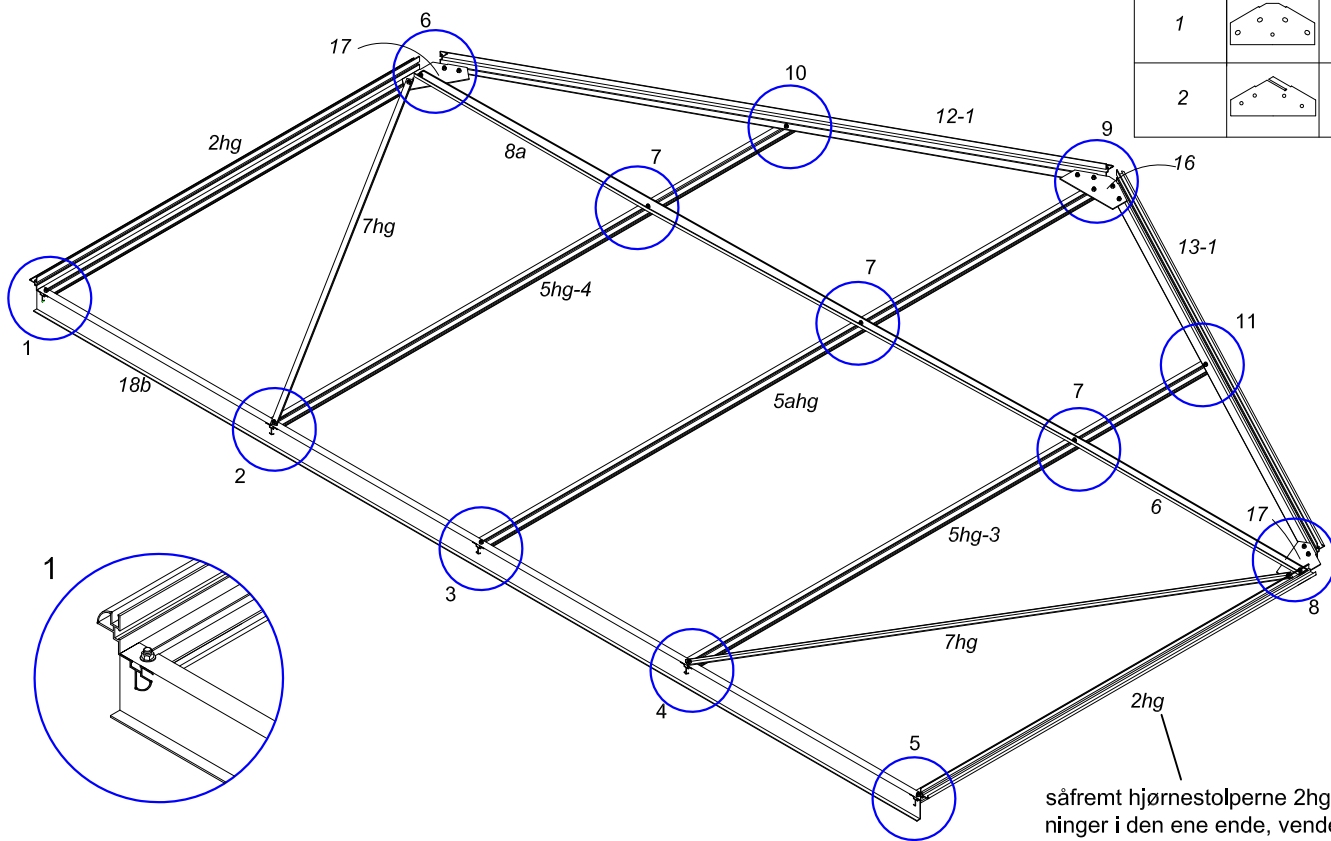 6
17
1
10
2hg
12-1
2
8a
9
7
16
7hg
13-1
7
5hg-4
11
1
18b
5ahg
7
2
6
17
5hg-3
1
3
8
7hg
4
2hg
5
såfremt hjørnestolperne 2hg
ninger i den ene ende, vende